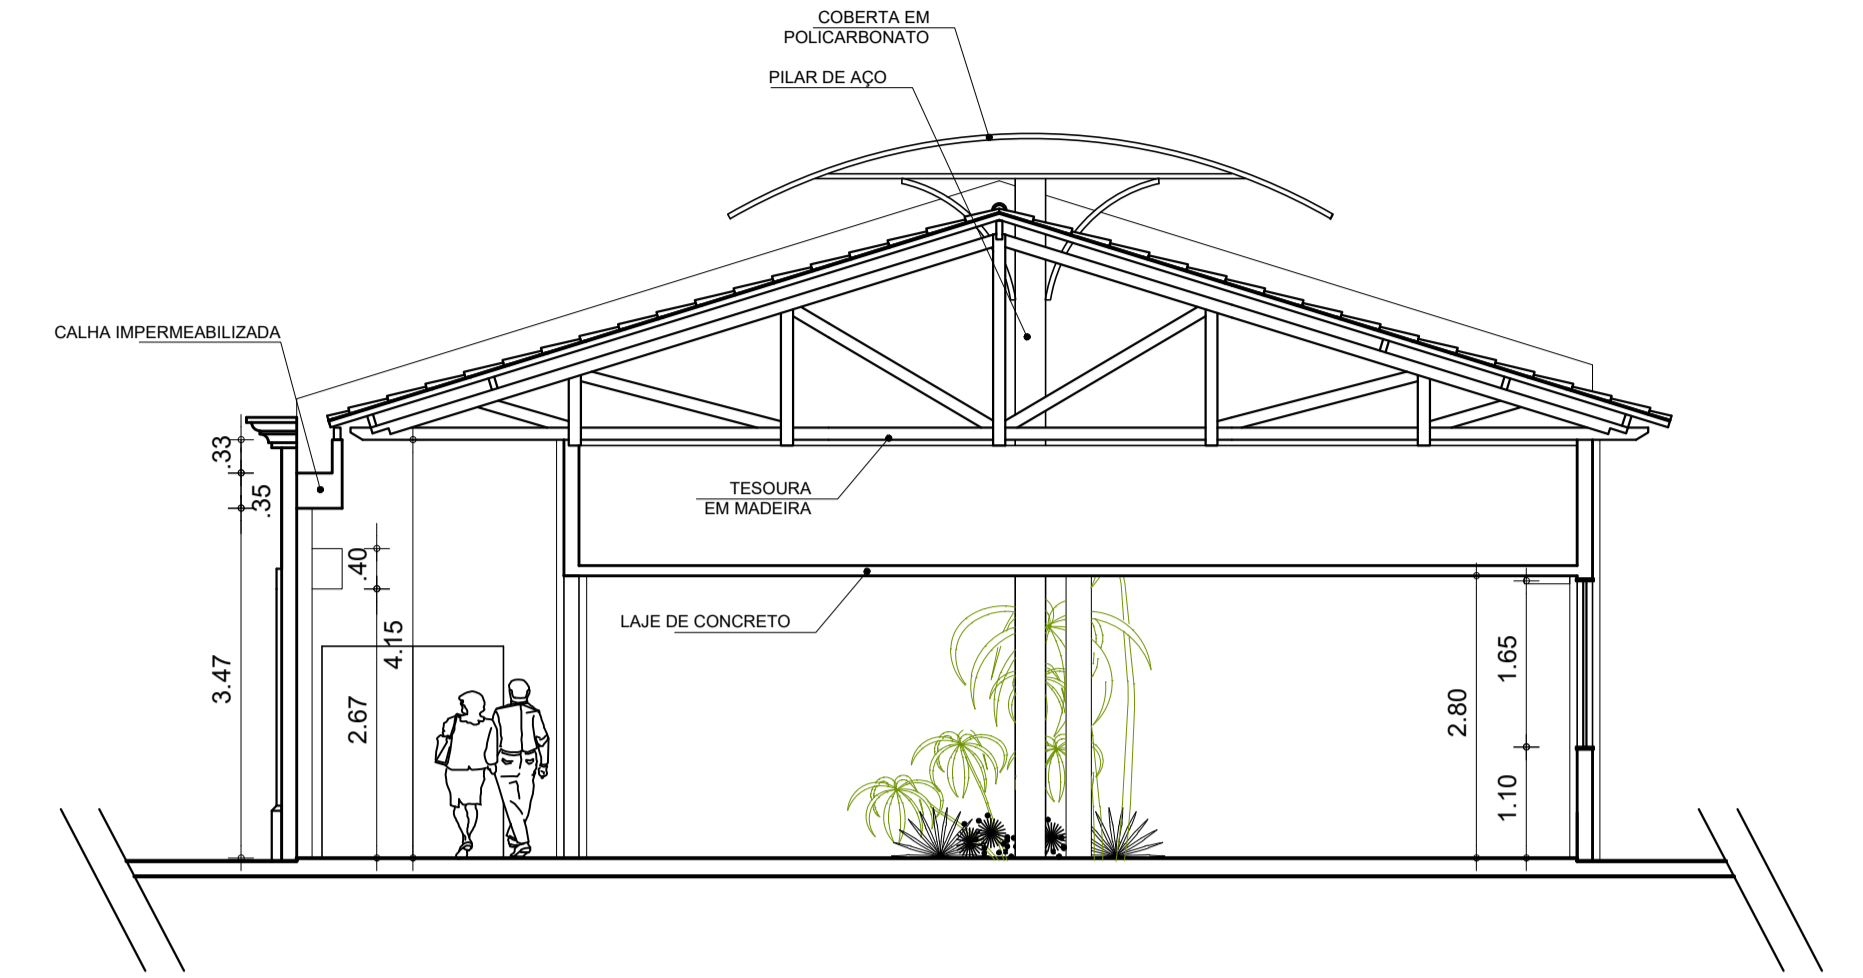 COBERTA EM
POLICARBONATO
PILAR DE AÇO
CALHA IMPERMEABILIZADA
.33
.35
TESOURA
EM MADEIRA
.40
LAJE DE CONCRETO
4.15
3.47
2.67
1.65
2.80
1.10